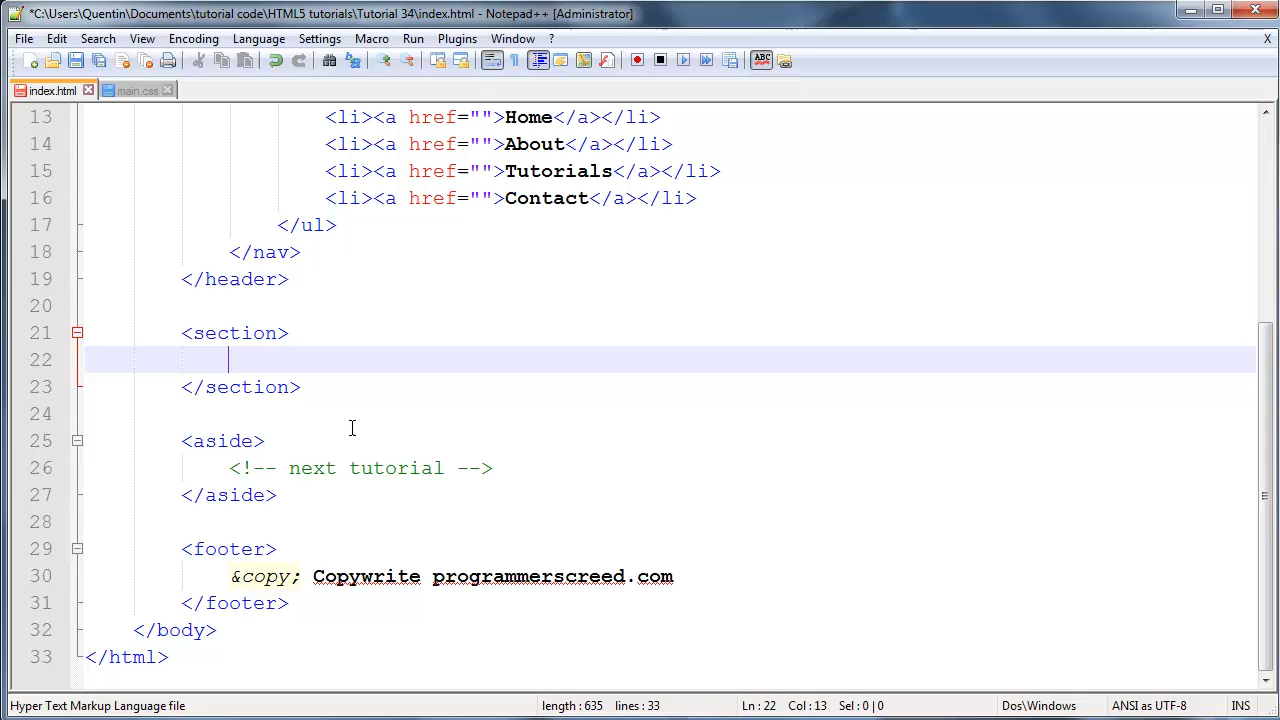 *C:\Users\Quentin\Documents\tutorial code\HTML5 tutorials\Tutorial 34\index.html - Notepad++ [Administrator]
File Edit Search View Encoding Language Settings Macro Run Plugins Window ? X
index.html main.css
13 <li><a href="">Home</a></li>
14 <li><a href="">About</a></li>
15 <li><a href="">Tutorials</a></li>
16 <li><a href="">Contact</a></li>
17 </ul>
18 </nav>
19 </header>
20
21 <section>
22
23 </section>
24
25 <aside>
26 <!-- next tutorial -->
27 </aside>
28
29 <footer>
30 &copy; Copywrite programmerscreed.com
31 </footer>
32 </body>
33 </html>
Hyper Text Markup Language file length : 635 lines : 33 Ln : 22 Col : 13 Sel : 0 | 0 Dos\Windows ANSI as UTF-8 INS